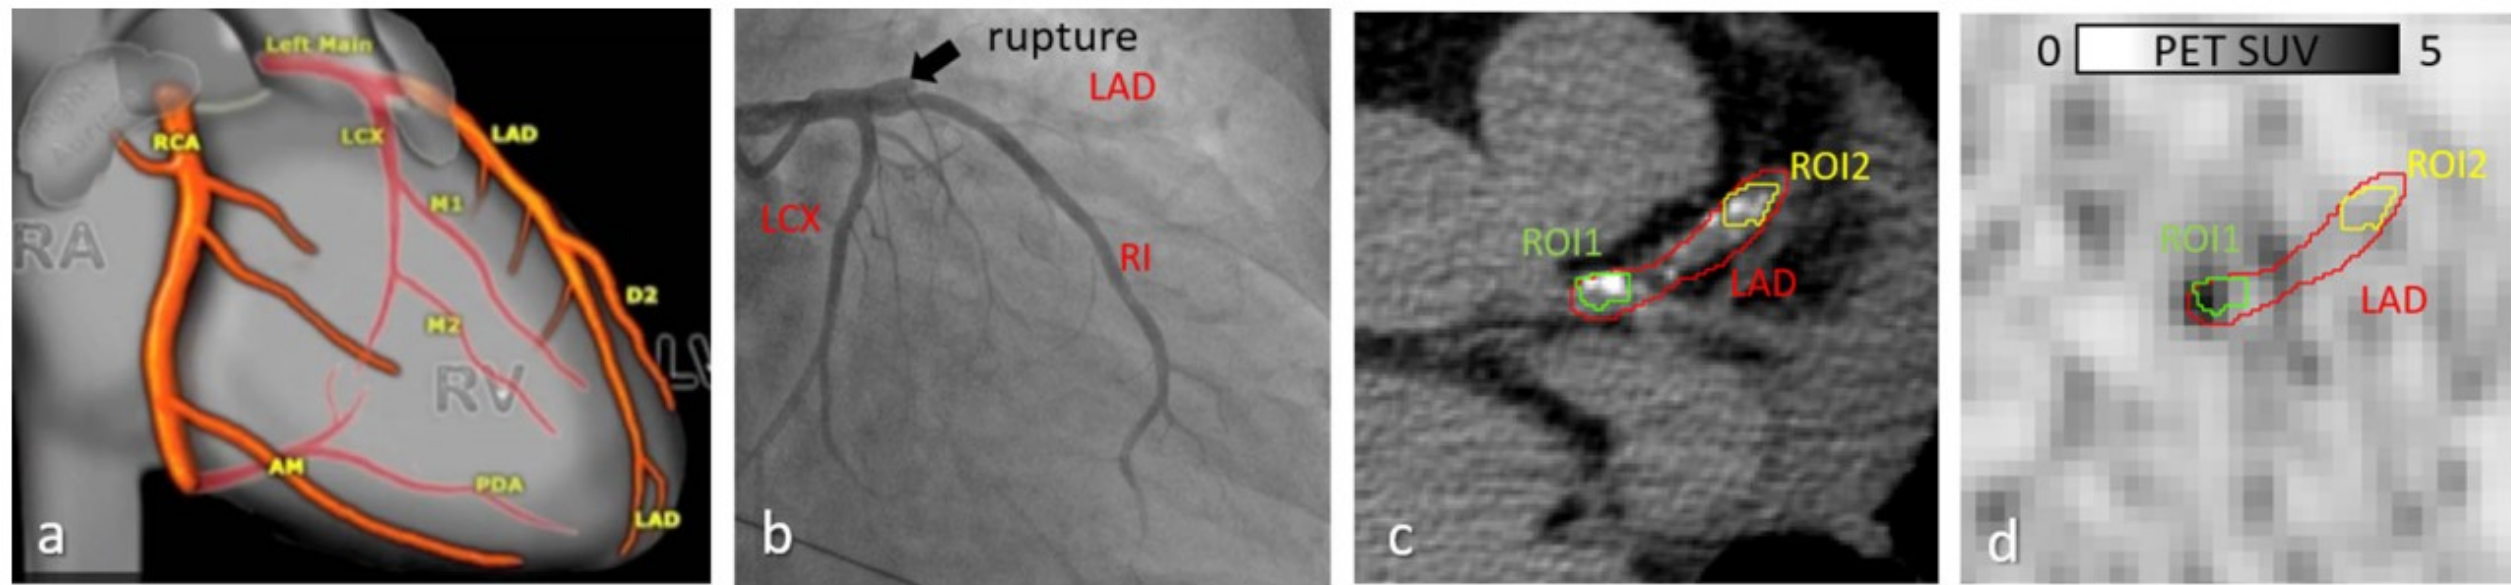 Left Main
RCA
LCX
LAD
M1
RA
D2
M2
LV
RV
AM
PDA
LAD
a
rupture
LAD
LCX
RI
b
ROI2
ROI1
LAD
c
0 PET SUV 5
ROI2
ROI1
LAD
d